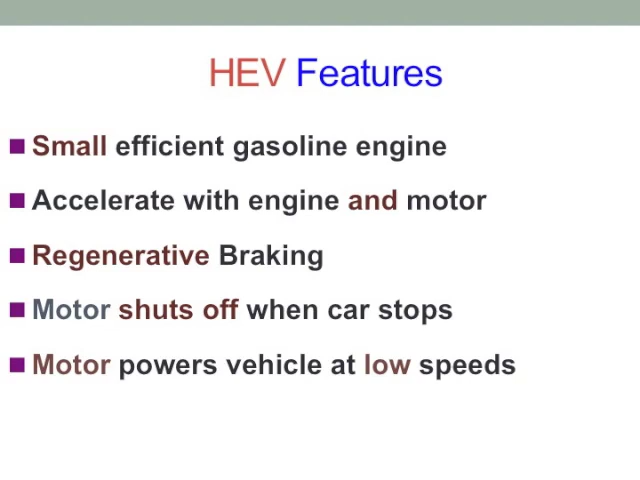 HEV Features
Small efficient gasoline engine
Accelerate with engine and motor
Regenerative Braking
Motor shuts off when car stops
Motor powers vehicle at low speeds